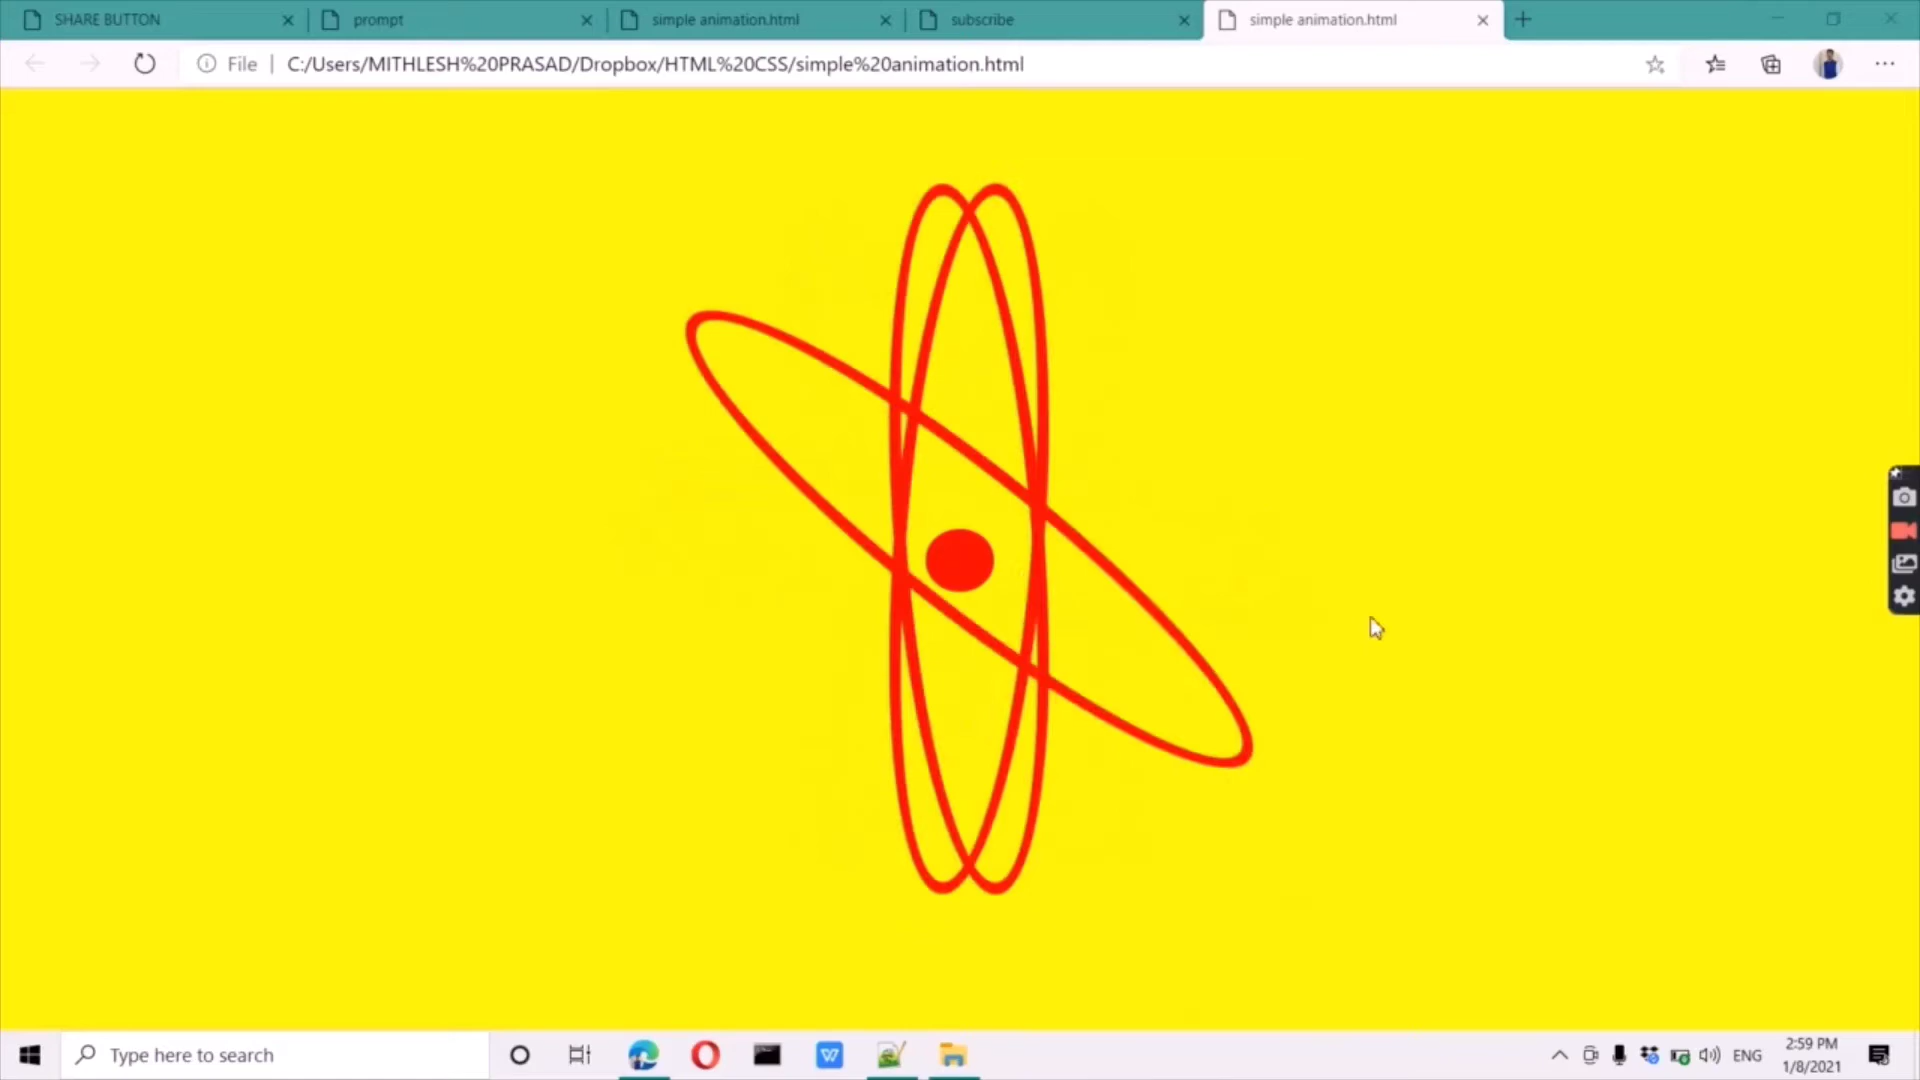 SHARE BUTTON
prompt
simple animation.html
subscribe
simple animation.html
File
C:/Users/MITHLESH%20PRASAD/Dropbox/HTML%20CSS/simple%20animation.html
Type here to search
W
ENG
2:59 PM
1/8/2021